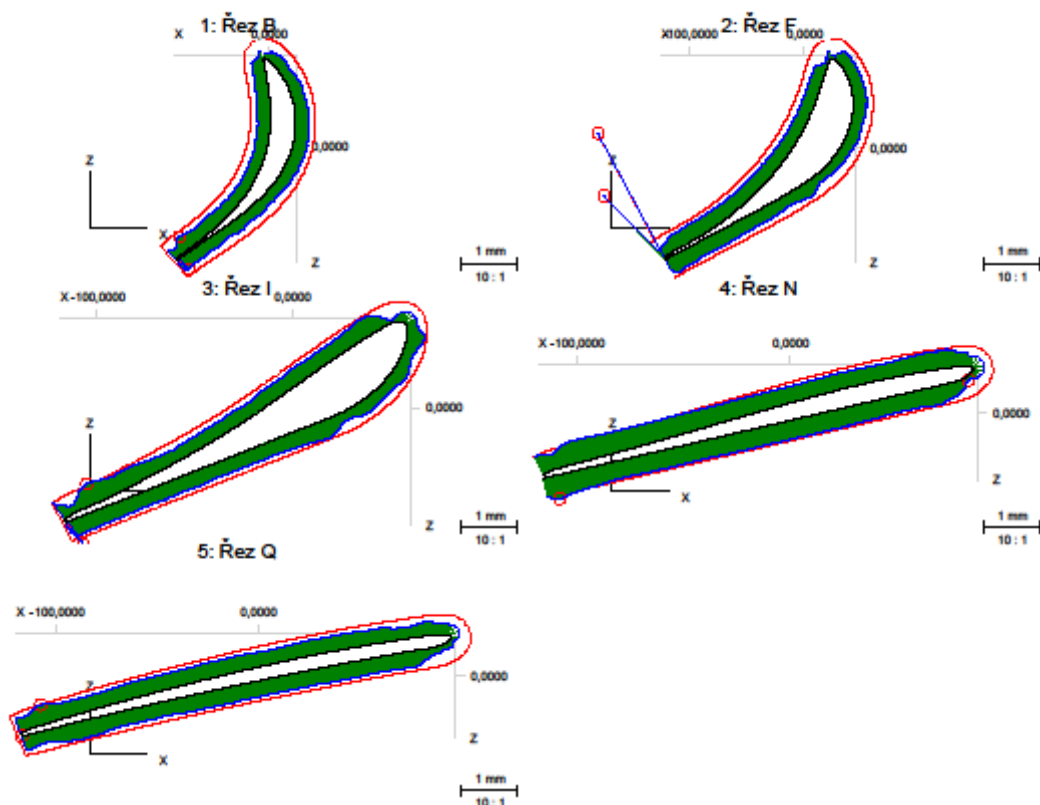 1: Řez B
X 0,0000
0,0000
Z
X
Z
1 mm
10 : 1
2: Řez F
X-100,0000 0,0000
0,0000
Z
X
Z
1 mm
10 : 1
3: Řez I
X -100,0000 0,0000
0,0000
Z
Z
1 mm
10 : 1
4: Řez N
X -100,0000 0,0000
0,0000
Z
X
Z
1 mm
10 : 1
5: Řez Q
X -100,0000 0,0000
0,0000
Z
X
Z
1 mm
10 : 1